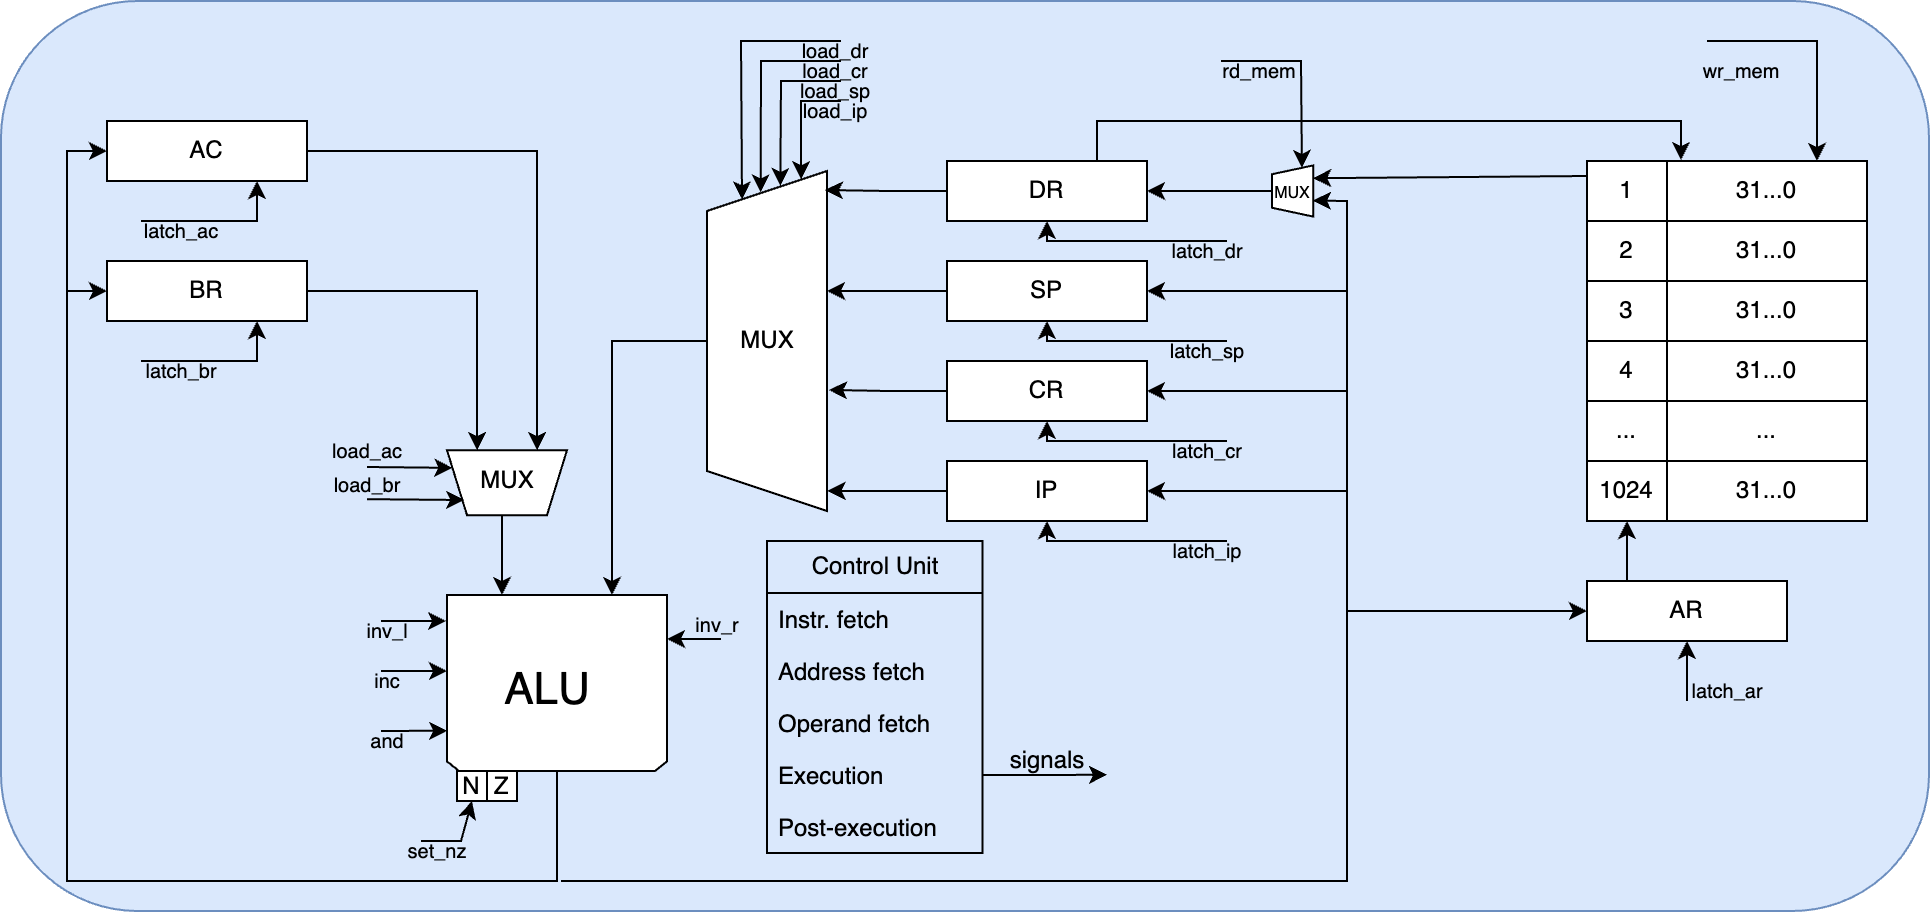 load_dr
load_cr
load_sp
load_ip
rd_mem
wr_mem
AC
latch_ac
BR
latch_br
load_ac
load_br
MUX
MUX
DR
latch_dr
MUX
SP
latch_sp
CR
latch_cr
IP
latch_ip
1 31...0
2 31...0
3 31...0
4 31...0
... ...
1024 31...0
AR
latch_ar
inv_l
inc
and
inv_r
ALU
N Z
set_nz
Control Unit
Instr. fetch
Address fetch
Operand fetch
Execution
Post-execution
signals